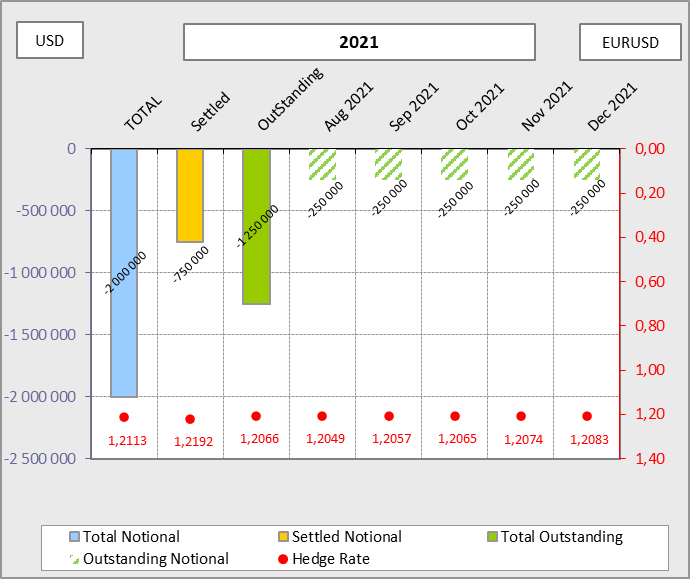 USD
2021
EURUSD
TOTAL
Settled
OutStanding
Aug 2021
Sep 2021
Oct 2021
Nov 2021
Dec 2021
0
-500 000
-1 000 000
-1 500 000
-2 000 000
-2 500 000
0,00
0,20
0,40
0,60
0,80
1,00
1,20
1,40
-2 000 000
-750 000
-1 250 000
-250 000
-250 000
-250 000
-250 000
-250 000
1,2113
1,2192
1,2066
1,2049
1,2057
1,2065
1,2074
1,2083
Total Notional
Settled Notional
Total Outstanding
Outstanding Notional
Hedge Rate